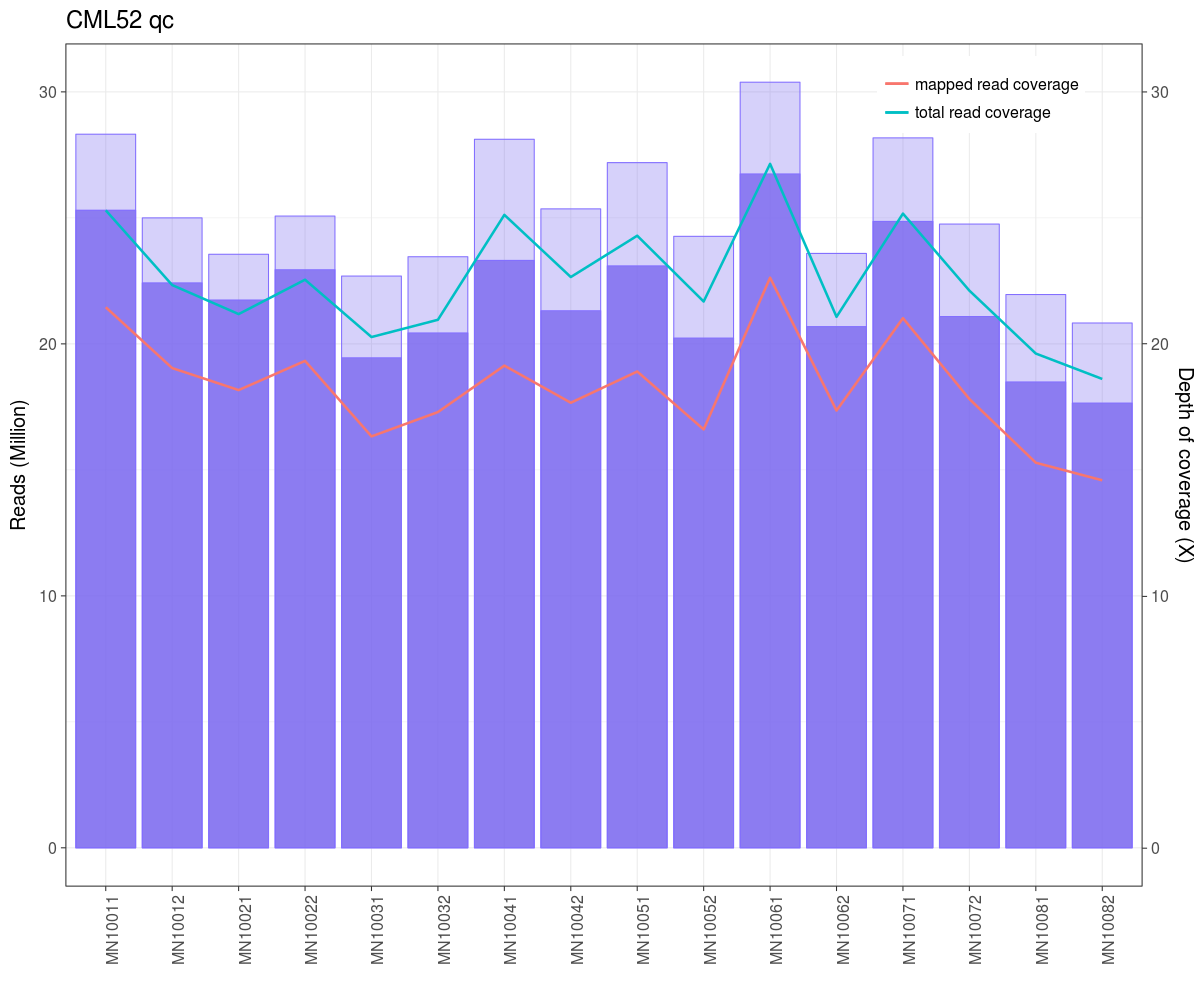 CML52 qc
mapped read coverage
total read coverage
30
20
10
0
30
20
10
0
Reads (Million)
Depth of coverage (X)
MN10011
MN10012
MN10021
MN10022
MN10031
MN10032
MN10041
MN10042
MN10051
MN10052
MN10061
MN10062
MN10071
MN10072
MN10081
MN10082